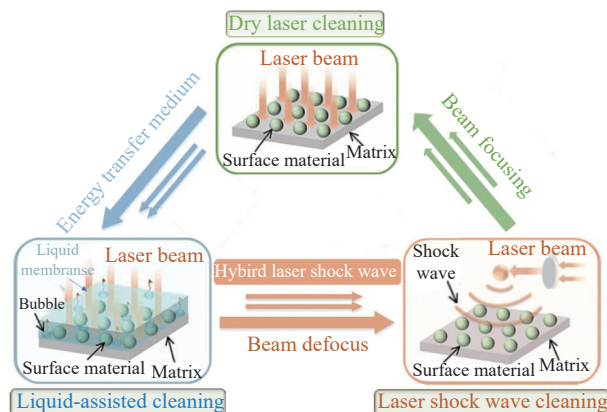 Dry laser cleaning
Laser beam
Surface material
Matrix
Energy transfer medium
Beam focusing
Liquid
membranse
Laser beam
Bubble
Surface material
Matrix
Liquid-assisted cleaning
Hybird laser shock wave
Beam defocus
Shock
wave
Laser beam
Surface material
Matrix
Laser shock wave cleaning